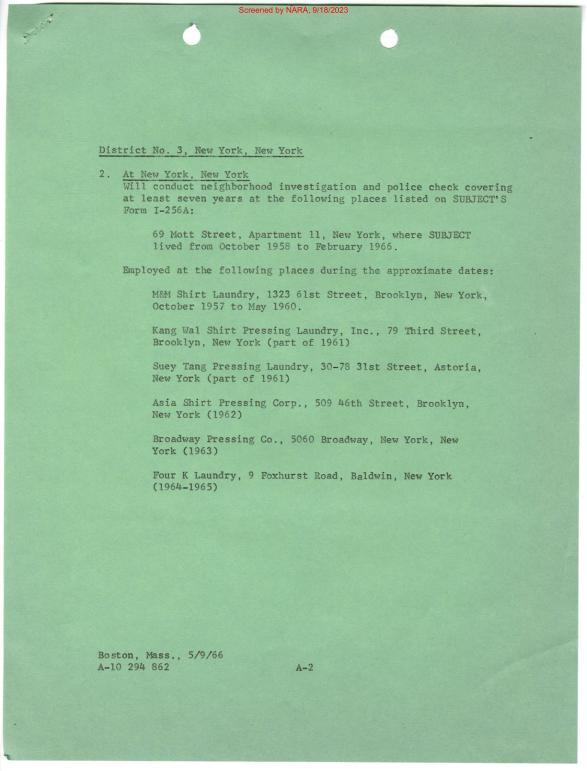 Screened by NARA, 9/18/2023
District No. 3, New York, New York
2. At New York, New York
Will conduct neighborhood investigation and police check covering
at least seven years at the following places listed on SUBJECT'S
Form I-256A:
69 Mott Street, Apartment 11, New York, where SUBJECT
lived from October 1958 to February 1966.
Employed at the following places during the approximate dates:
M&M Shirt Laundry, 1323 61st Street, Brooklyn, New York,
October 1957 to May 1960.
Kang Wal Shirt Pressing Laundry, Inc., 79 Third Street,
Brooklyn, New York (part of 1961)
Suey Tang Pressing Laundry, 30-78 31st Street, Astoria,
New York (part of 1961)
Asia Shirt Pressing Corp., 509 46th Street, Brooklyn,
New York (1962)
Broadway Pressing Co., 5060 Broadway, New York, New
York (1963)
Four K Laundry, 9 Foxhurst Road, Baldwin, New York
(1964-1965)
Boston, Mass., 5/9/66
A-10 294 862
A-2